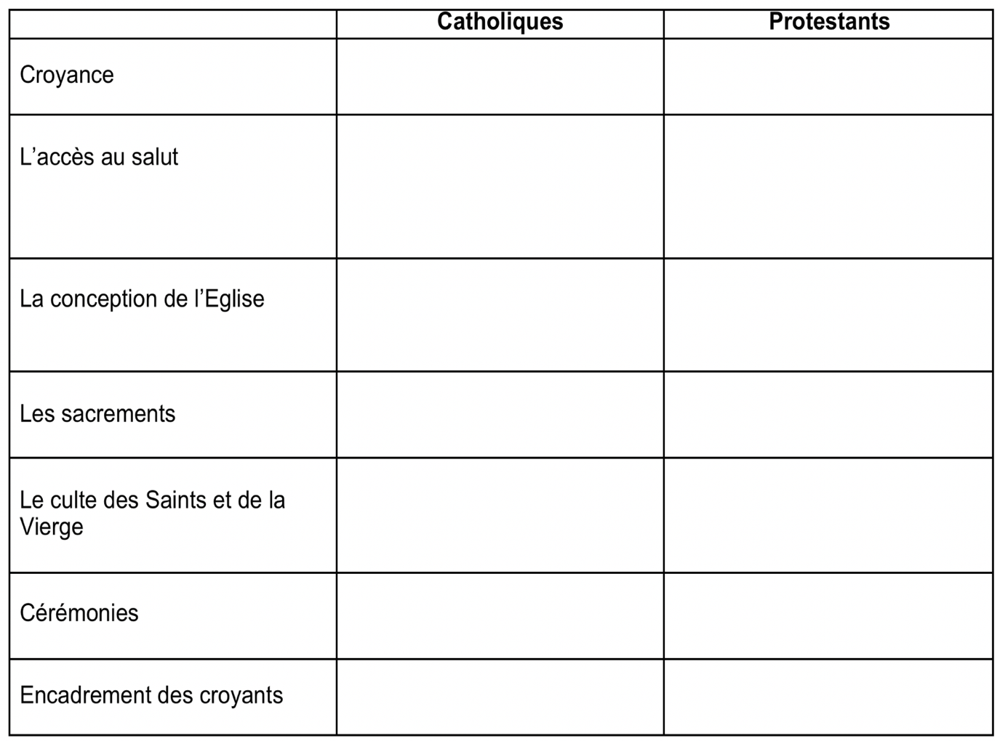 Catholiques Protestants
Croyance
L’accès au salut
La conception de l’Eglise
Les sacrements
Le culte des Saints et de la
Vierge
Cérémonies
Encadrement des croyants